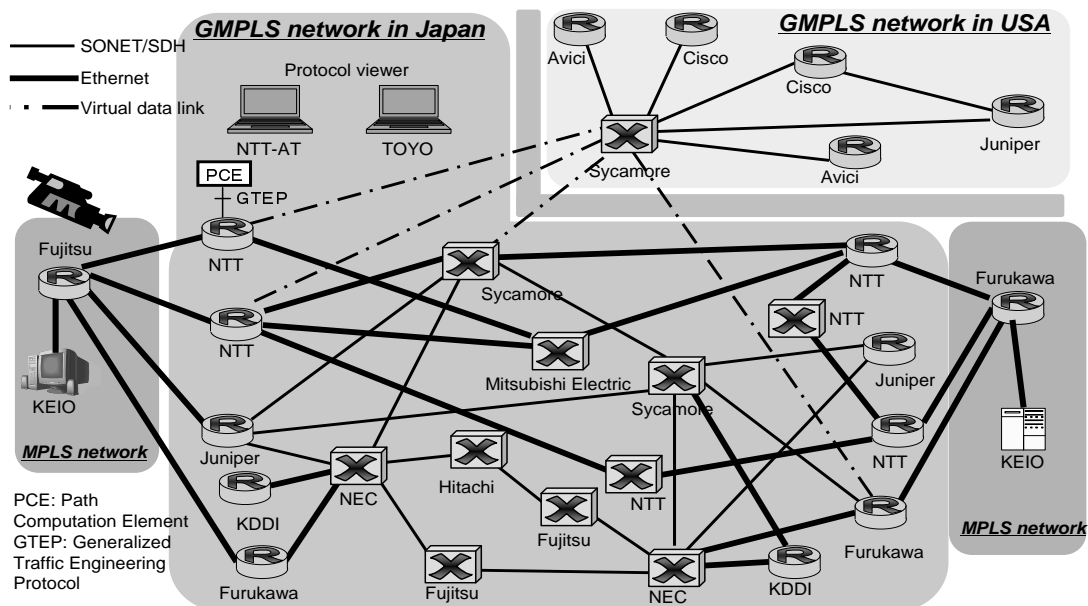 GMPLS network in Japan
GMPLS network in USA
SONET/SDH
Ethernet
Virtual data link
Protocol viewer
NTT-AT
TOYO
PCE
GTEP
Avici
Cisco
Cisco
Juniper
Avici
Sycamore
Fujitsu
NTT
Sycamore
NTT
Furukawa
NTT
NTT
Mitsubishi Electric
Juniper
KEIO
Sycamore
MPLS network
Juniper
NEC
Hitachi
NTT
NTT
KEIO
KDDI
Fujitsu
Furukawa
MPLS network
Furukawa
Fujitsu
NEC
KDDI
PCE: Path
Computation Element
GTEP: Generalized
Traffic Engineering
Protocol